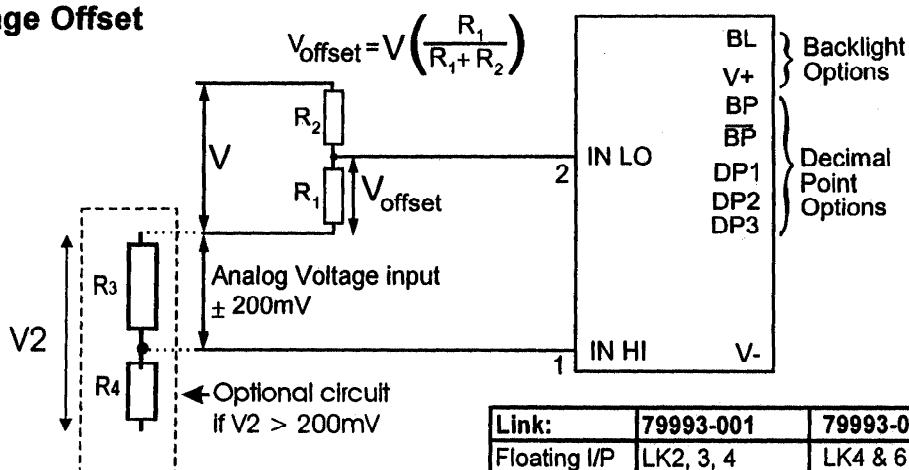 ge Offset
Voffset = V(R1/R1+R2)
BL
V+
Backlight
Options
BP
B̅P̅
DP1
DP2
DP3
Decimal
Point
Options
R2
V
R1
Voffset
2
IN LO
Analog Voltage input
± 200mV
R3
V2
R4
1
IN HI
V-
Optional circuit
if V2 > 200mV
Link: 79993-001 79993-0
Floating I/P LK2, 3, 4 LK4 & 6